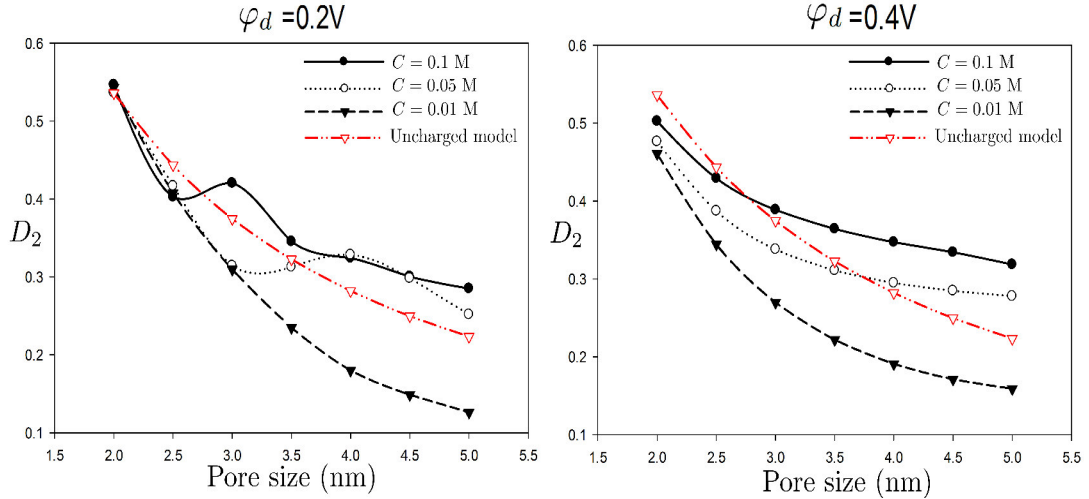 φ_d =0.2V
0.6
0.5
0.4
0.3
0.2
0.1
D_2
C = 0.1 M
C = 0.05 M
C = 0.01 M
Uncharged model
1.5 2.0 2.5 3.0 3.5 4.0 4.5 5.0 5.5
Pore size (nm)
φ_d =0.4V
0.6
0.5
0.4
0.3
0.2
0.1
D_2
C = 0.1 M
C = 0.05 M
C = 0.01 M
Uncharged model
1.5 2.0 2.5 3.0 3.5 4.0 4.5 5.0 5.5
Pore size (nm)